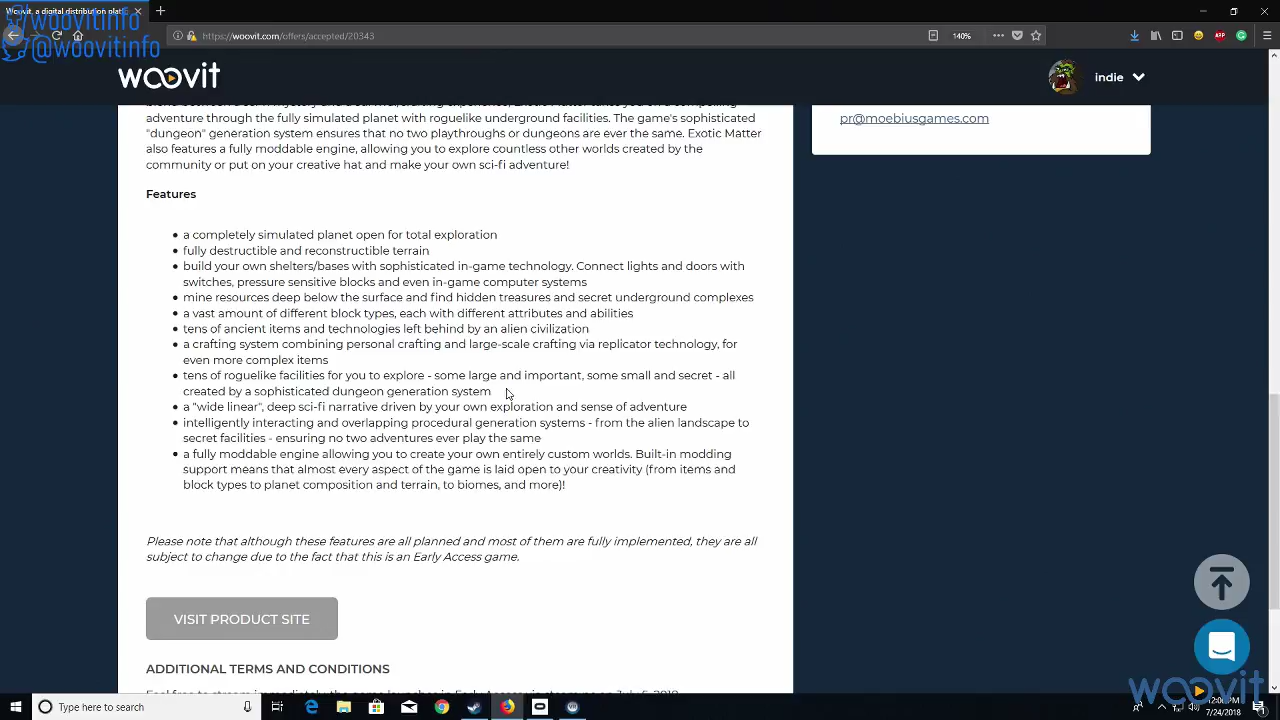 Woovit, a digital distribution plat
/woovitinfo
@woovitinfo
https://woovit.com/offers/accepted/20343
140%
woovit
indie
adventure through the fully simulated planet with roguelike underground facilities. The game's sophisticated
"dungeon" generation system ensures that no two playthroughs or dungeons are ever the same. Exotic Matter
also features a fully moddable engine, allowing you to explore countless other worlds created by the
community or put on your creative hat and make your own sci-fi adventure!
pr@moebiusgames.com
Features
a completely simulated planet open for total exploration
fully destructible and reconstructible terrain
build your own shelters/bases with sophisticated in-game technology. Connect lights and doors with
switches, pressure sensitive blocks and even in-game computer systems
mine resources deep below the surface and find hidden treasures and secret underground complexes
a vast amount of different block types, each with different attributes and abilities
tens of ancient items and technologies left behind by an alien civilization
a crafting system combining personal crafting and large-scale crafting via replicator technology, for
even more complex items
tens of roguelike facilities for you to explore - some large and important, some small and secret - all
created by a sophisticated dungeon generation system
a "wide linear", deep sci-fi narrative driven by your own exploration and sense of adventure
intelligently interacting and overlapping procedural generation systems - from the alien landscape to
secret facilities - ensuring no two adventures ever play the same
a fully moddable engine allowing you to create your own entirely custom worlds. Built-in modding
support means that almost every aspect of the game is laid open to your creativity (from items and
block types to planet composition and terrain, to biomes, and more)!
Please note that although these features are all planned and most of them are fully implemented, they are all
subject to change due to the fact that this is an Early Access game.
VISIT PRODUCT SITE
ADDITIONAL TERMS AND CONDITIONS
woovit
Type here to search
7/24/2018